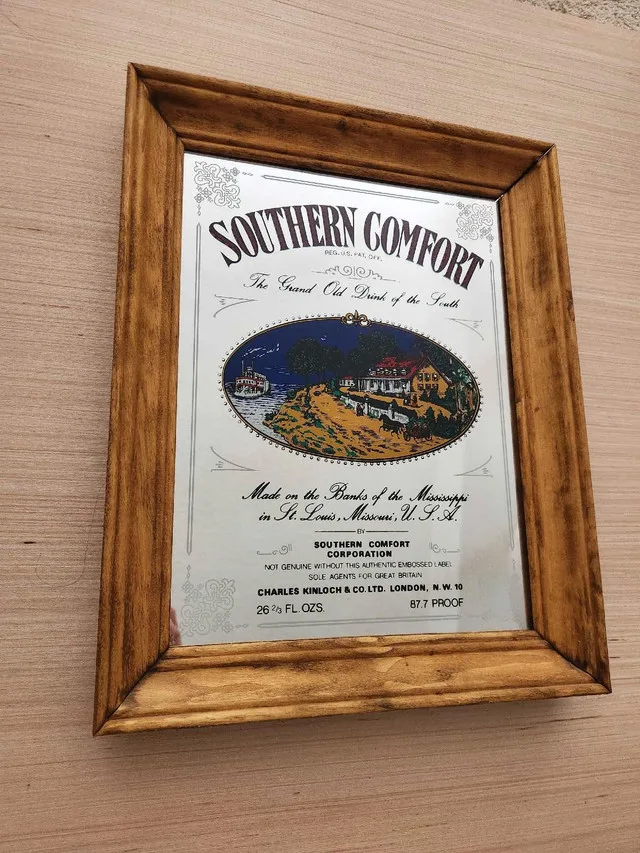 SOUTHERN COMFORT
REG. U.S. PAT. OFF.
The Grand Old Drink of the South
Made on the Banks of the Mississippi
in St. Louis, Missouri, U. S. A.
BY
SOUTHERN COMFORT
CORPORATION
NOT GENUINE WITHOUT THIS AUTHENTIC EMBOSSED LABEL
SOLE AGENTS FOR GREAT BRITAIN
CHARLES KINLOCH & CO. LTD. LONDON, N.W. 10
26 2/3 FL. OZS. 87.7 PROOF